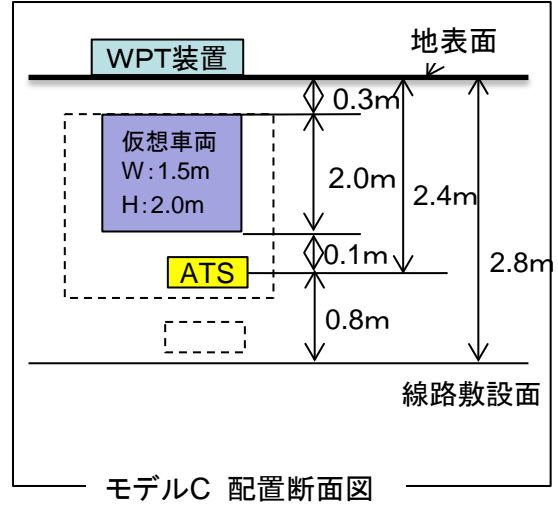 WPT装置
地表面
0.3m
仮想車両
W:1.5m
H:2.0m
2.0m
2.4m
0.1m
2.8m
ATS
0.8m
線路敷設面
モデルC 配置断面図